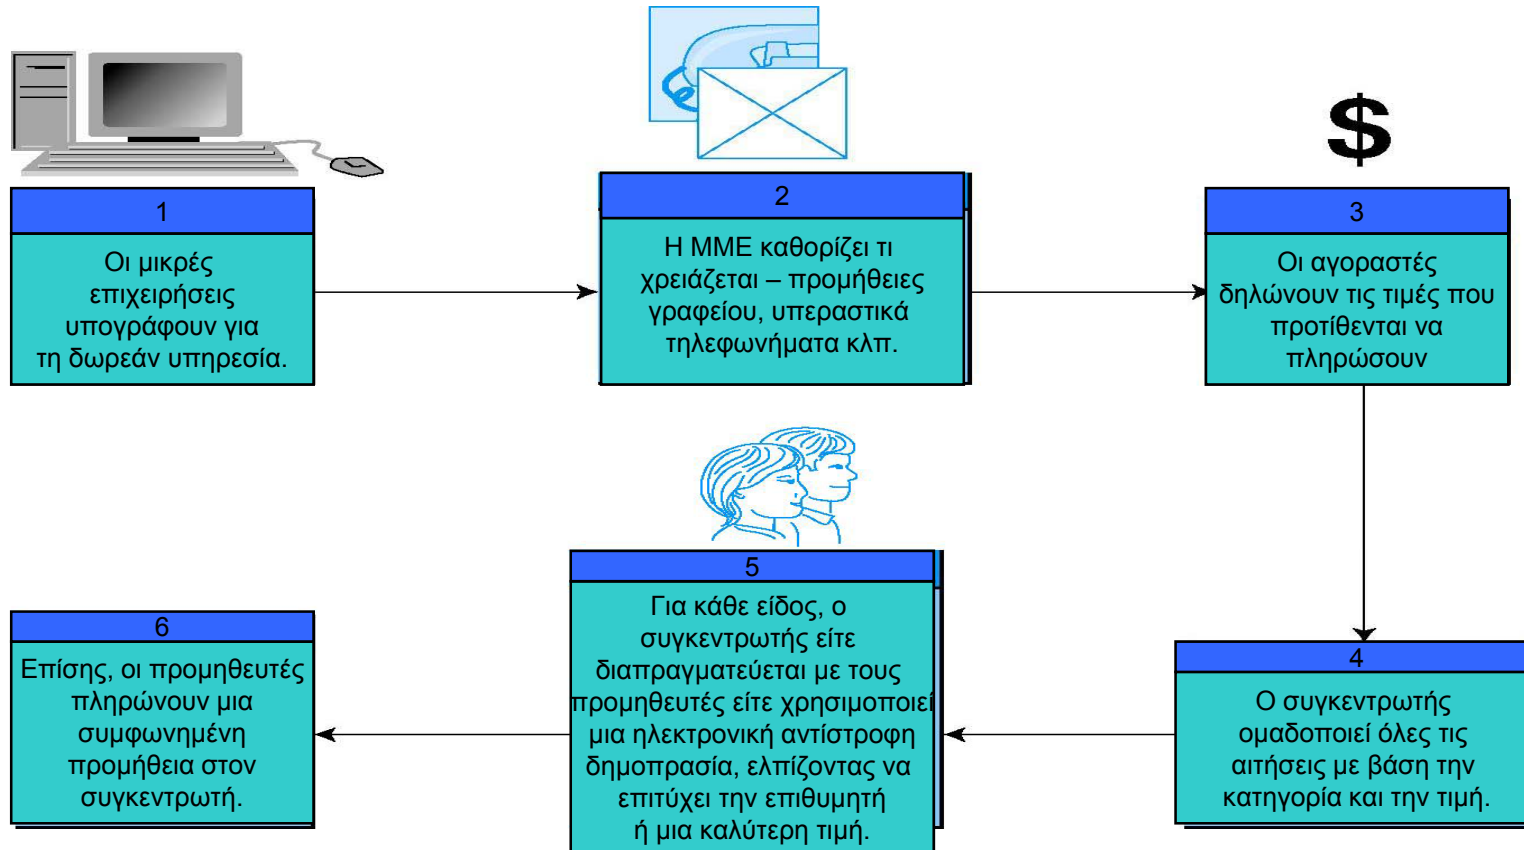 $
1
Οι μικρές
επιχειρήσεις
υπογράφουν για
τη δωρεάν υπηρεσία.
2
Η ΜΜΕ καθορίζει τι
χρειάζεται – προμήθειες
γραφείου, υπεραστικά
τηλεφωνήματα κλπ.
3
Οι αγοραστές
δηλώνουν τις τιμές που
προτίθενται να
πληρώσουν
4
Ο συγκεντρωτής
ομαδοποιεί όλες τις
αιτήσεις με βάση την
κατηγορία και την τιμή.
5
Για κάθε είδος, ο
συγκεντρωτής είτε
διαπραγματεύεται με τους
προμηθευτές είτε χρησιμοποιεί
μια ηλεκτρονική αντίστροφη
δημοπρασία, ελπίζοντας να
επιτύχει την επιθυμητή
ή μια καλύτερη τιμή.
6
Επίσης, οι προμηθευτές
πληρώνουν μια
συμφωνημένη
προμήθεια στον
συγκεντρωτή.